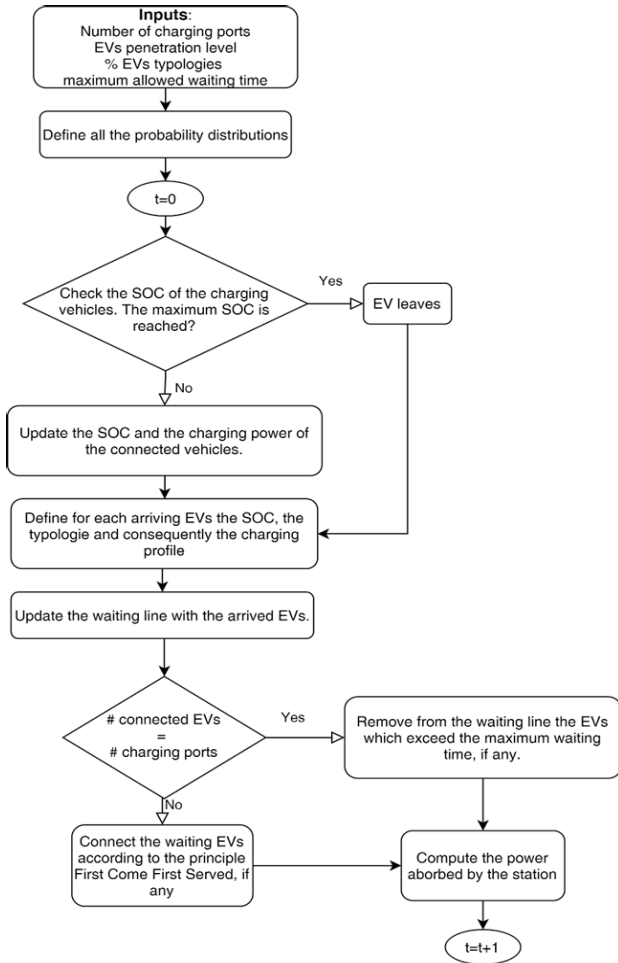 Inputs:
Number of charging ports
EVs penetration level
% EVs typologies
maximum allowed waiting time
Define all the probability distributions
t=0
Check the SOC of the charging
vehicles. The maximum SOC is
reached?
Yes
EV leaves
No
Update the SOC and the charging power of
the connected vehicles.
Define for each arriving EVs the SOC, the
typologie and consequently the charging
profile
Update the waiting line with the arrived EVs.
# connected EVs
=
# charging ports
Yes
Remove from the waiting line the EVs
which exceed the maximum waiting
time, if any.
No
Connect the waiting EVs
according to the principle
First Come First Served, if
any
Compute the power
aborbed by the station
t=t+1